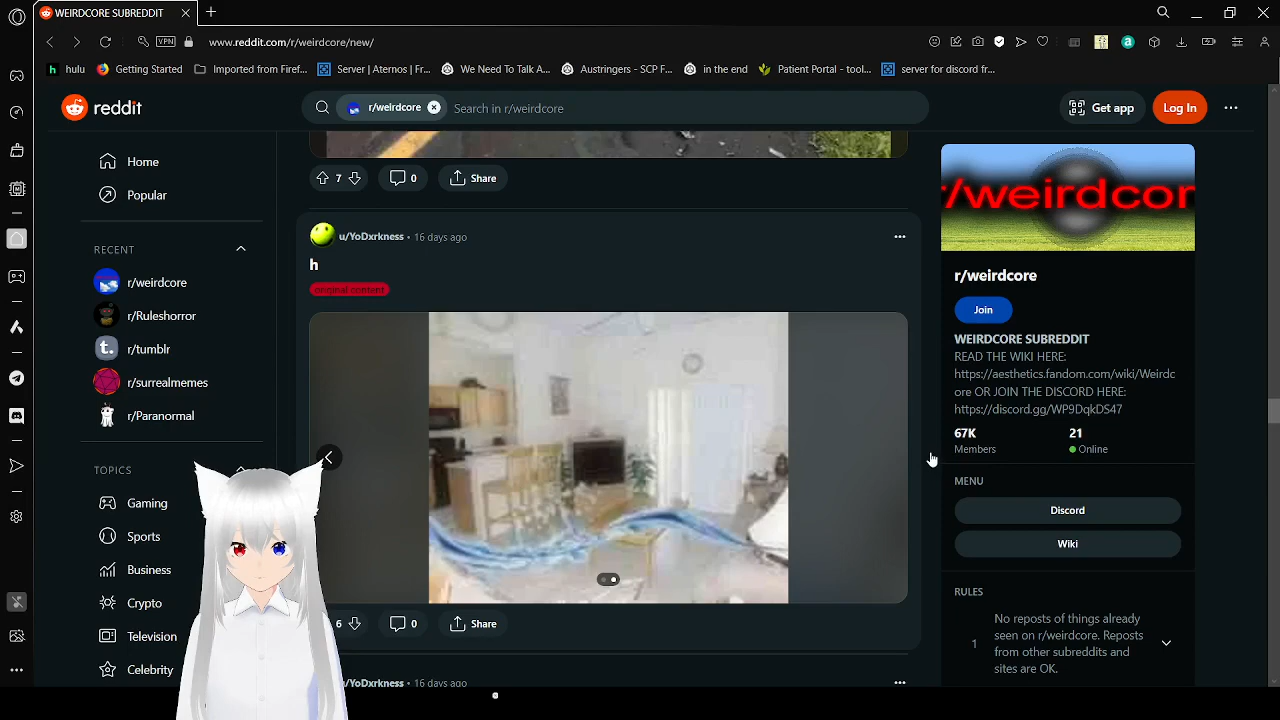 WEIRDCORE SUBREDDIT
VPN
www.reddit.com/r/weirdcore/new/
hulu
Getting Started
Imported from Firef...
Server | Aternos | Fr...
We Need To Talk A...
Austringers - SCP F...
in the end
Patient Portal - tool...
server for discord fr...
reddit
r/weirdcore
Search in r/weirdcore
Get app
Log In
Home
Popular
RECENT
r/weirdcore
r/Ruleshorror
r/tumblr
r/surrealmemes
r/Paranormal
TOPICS
Gaming
Sports
Business
Crypto
Television
Celebrity
7
0
Share
u/YoDxrkness • 16 days ago
h
original content
6
0
Share
u/YoDxrkness • 16 days ago
r/weirdcor
r/weirdcore
Join
WEIRDCORE SUBREDDIT
READ THE WIKI HERE:
https://aesthetics.fandom.com/wiki/Weirdc
ore OR JOIN THE DISCORD HERE:
https://discord.gg/WP9DqkDS47
67K
Members
21
Online
MENU
Discord
Wiki
RULES
1
No reposts of things already
seen on r/weirdcore. Reposts
from other subreddits and
sites are OK.